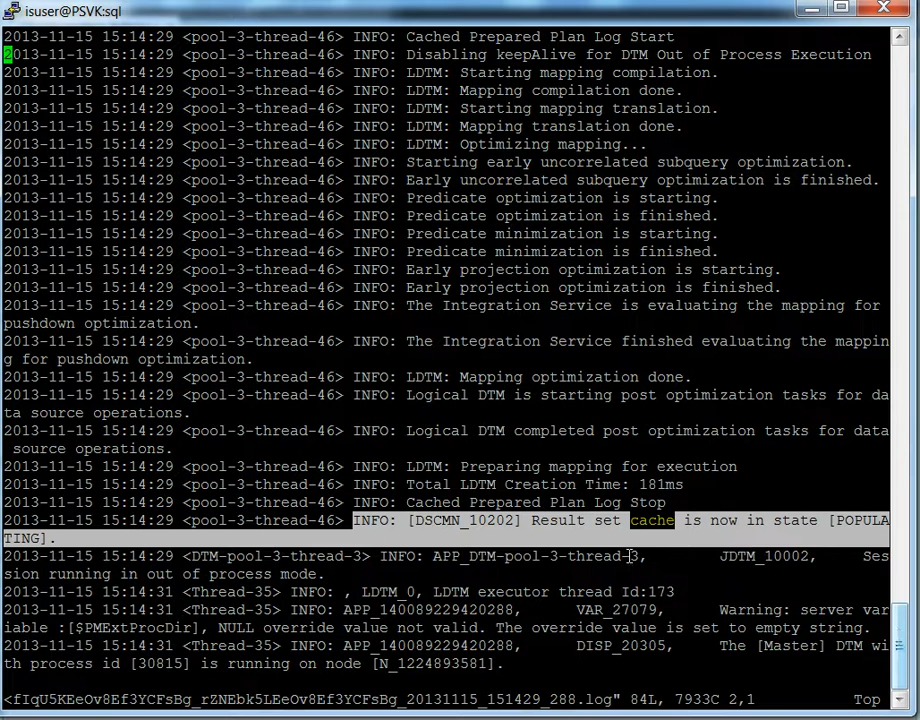 isuser@PSVK:sql
2013-11-15 15:14:29 <pool-3-thread-46> INFO: Cached Prepared Plan Log Start
2013-11-15 15:14:29 <pool-3-thread-46> INFO: Disabling keepAlive for DTM Out of Process Execution
2013-11-15 15:14:29 <pool-3-thread-46> INFO: LDTM: Starting mapping compilation.
2013-11-15 15:14:29 <pool-3-thread-46> INFO: LDTM: Mapping compilation done.
2013-11-15 15:14:29 <pool-3-thread-46> INFO: LDTM: Starting mapping translation.
2013-11-15 15:14:29 <pool-3-thread-46> INFO: LDTM: Mapping translation done.
2013-11-15 15:14:29 <pool-3-thread-46> INFO: LDTM: Optimizing mapping...
2013-11-15 15:14:29 <pool-3-thread-46> INFO: Starting early uncorrelated subquery optimization.
2013-11-15 15:14:29 <pool-3-thread-46> INFO: Early uncorrelated subquery optimization is finished.
2013-11-15 15:14:29 <pool-3-thread-46> INFO: Predicate optimization is starting.
2013-11-15 15:14:29 <pool-3-thread-46> INFO: Predicate optimization is finished.
2013-11-15 15:14:29 <pool-3-thread-46> INFO: Predicate minimization is starting.
2013-11-15 15:14:29 <pool-3-thread-46> INFO: Predicate minimization is finished.
2013-11-15 15:14:29 <pool-3-thread-46> INFO: Early projection optimization is starting.
2013-11-15 15:14:29 <pool-3-thread-46> INFO: Early projection optimization is finished.
2013-11-15 15:14:29 <pool-3-thread-46> INFO: The Integration Service is evaluating the mapping for
pushdown optimization.
2013-11-15 15:14:29 <pool-3-thread-46> INFO: The Integration Service finished evaluating the mappin
g for pushdown optimization.
2013-11-15 15:14:29 <pool-3-thread-46> INFO: LDTM: Mapping optimization done.
2013-11-15 15:14:29 <pool-3-thread-46> INFO: Logical DTM is starting post optimization tasks for da
ta source operations.
2013-11-15 15:14:29 <pool-3-thread-46> INFO: Logical DTM completed post optimization tasks for data
source operations.
2013-11-15 15:14:29 <pool-3-thread-46> INFO: LDTM: Preparing mapping for execution
2013-11-15 15:14:29 <pool-3-thread-46> INFO: Total LDTM Creation Time: 181ms
2013-11-15 15:14:29 <pool-3-thread-46> INFO: Cached Prepared Plan Log Stop
2013-11-15 15:14:29 <pool-3-thread-46> INFO: [DSCMN_10202] Result set cache is now in state [POPULA
TING].
2013-11-15 15:14:29 <DTM-pool-3-thread-3> INFO: APP_DTM-pool-3-thread-3, JDTM_10002, Ses
sion running in out of process mode.
2013-11-15 15:14:31 <Thread-35> INFO: , LDTM_0, LDTM executor thread Id:173
2013-11-15 15:14:31 <Thread-35> INFO: APP_140089229420288, VAR_27079, Warning: server var
iable :[$PMExtProcDir], NULL override value not valid. The override value is set to empty string.
2013-11-15 15:14:31 <Thread-35> INFO: APP_140089229420288, DISP_20305, The [Master] DTM wi
th process id [30815] is running on node [N_1224893581].
<fIqU5KEeOv8Ef3YCFsBg_rZNEbk5LEeOv8Ef3YCFsBg_20131115_151429_288.log" 84L, 7933C 2,1 Top